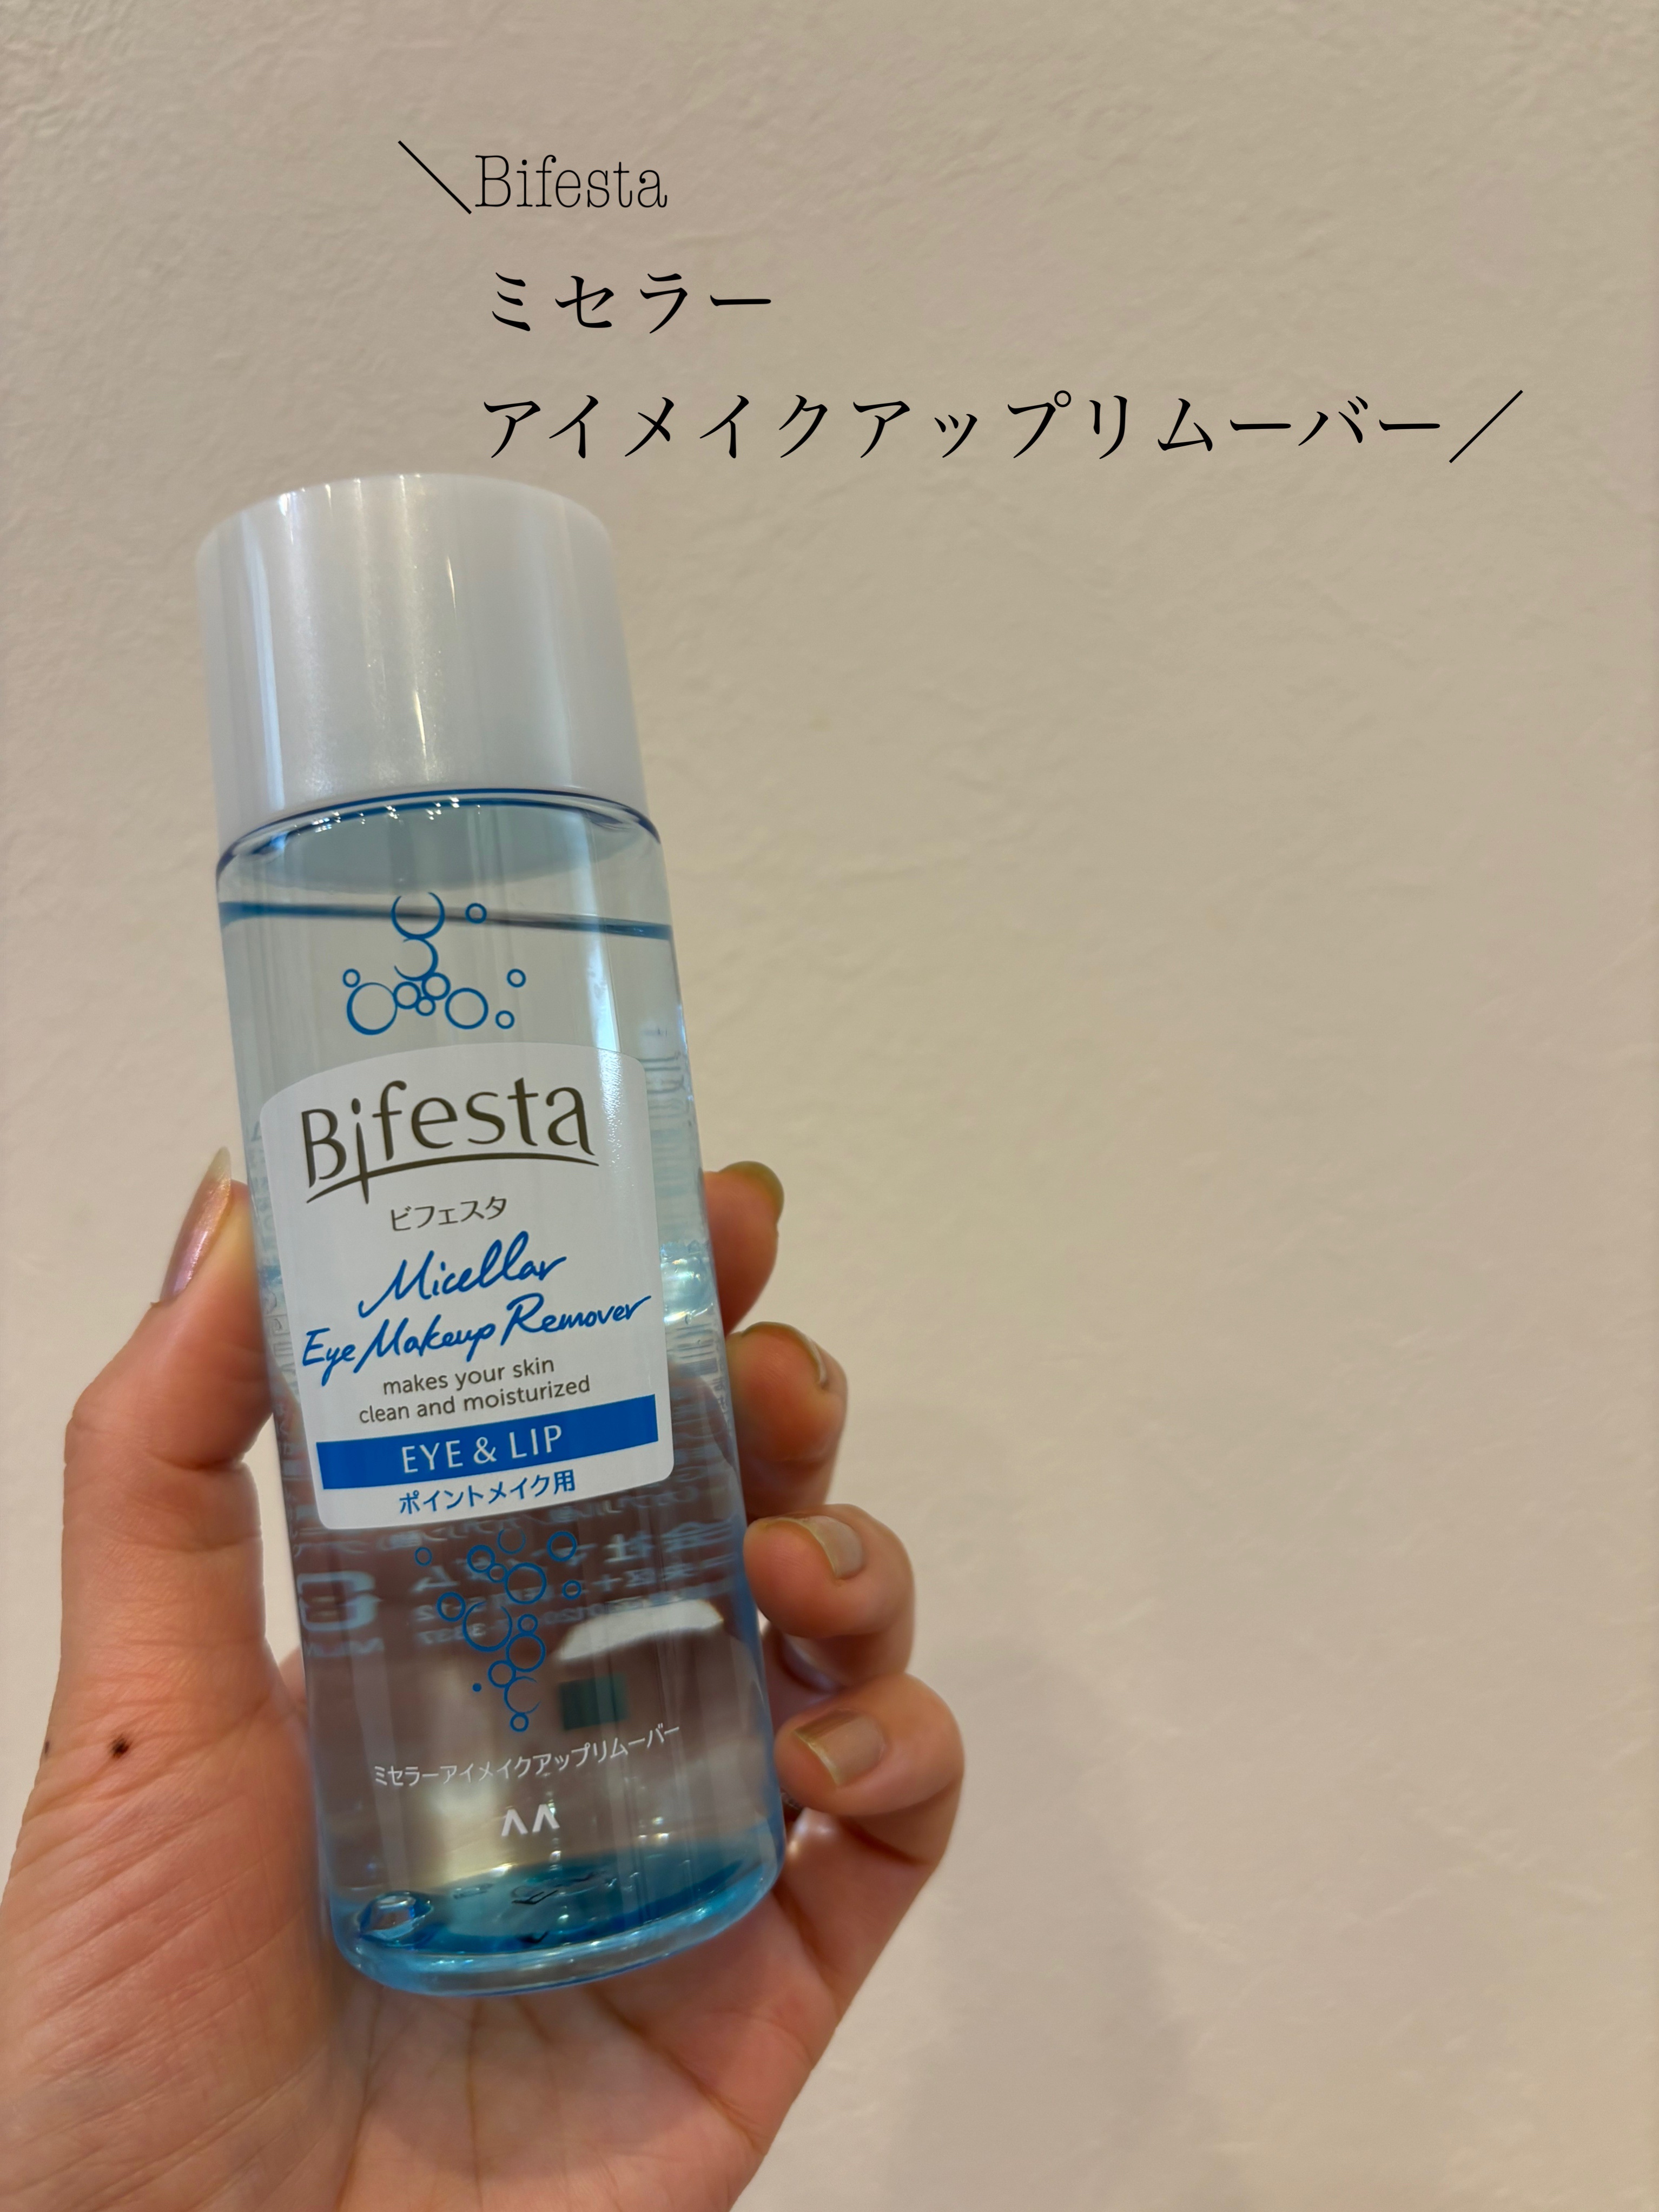 ＼Bifesta
ミセラー
アイメイクアップリムーバー／
Bifesta
ビフェスタ
Micellar
Eye Makeup Remover
makes your skin
clean and moisturized
EYE & LIP
ポイントメイク用
ミセラーアイメイクアップリムーバー